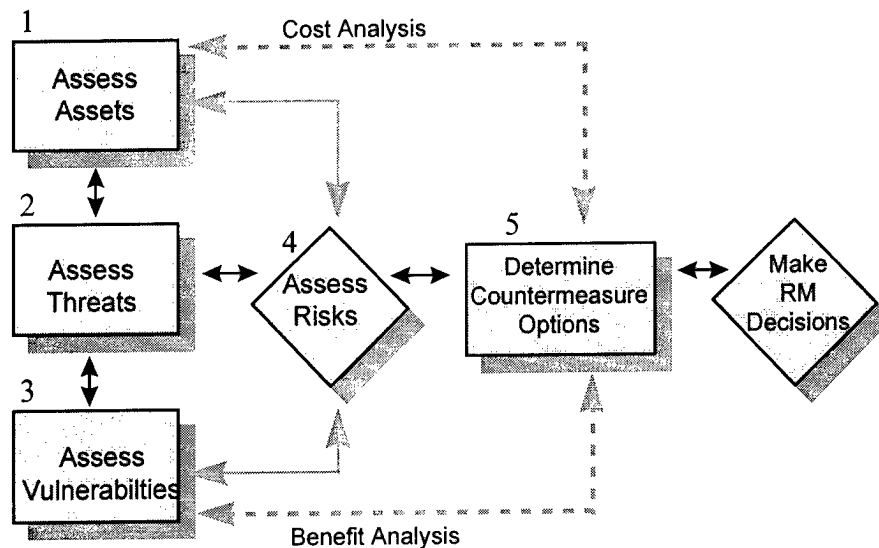 1
Cost Analysis
Assess
Assets
2
Assess
Threats
4
Assess
Risks
5
Determine
Countermeasure
Options
Make
RM
Decisions
3
Assess
Vulnerabilties
Benefit Analysis